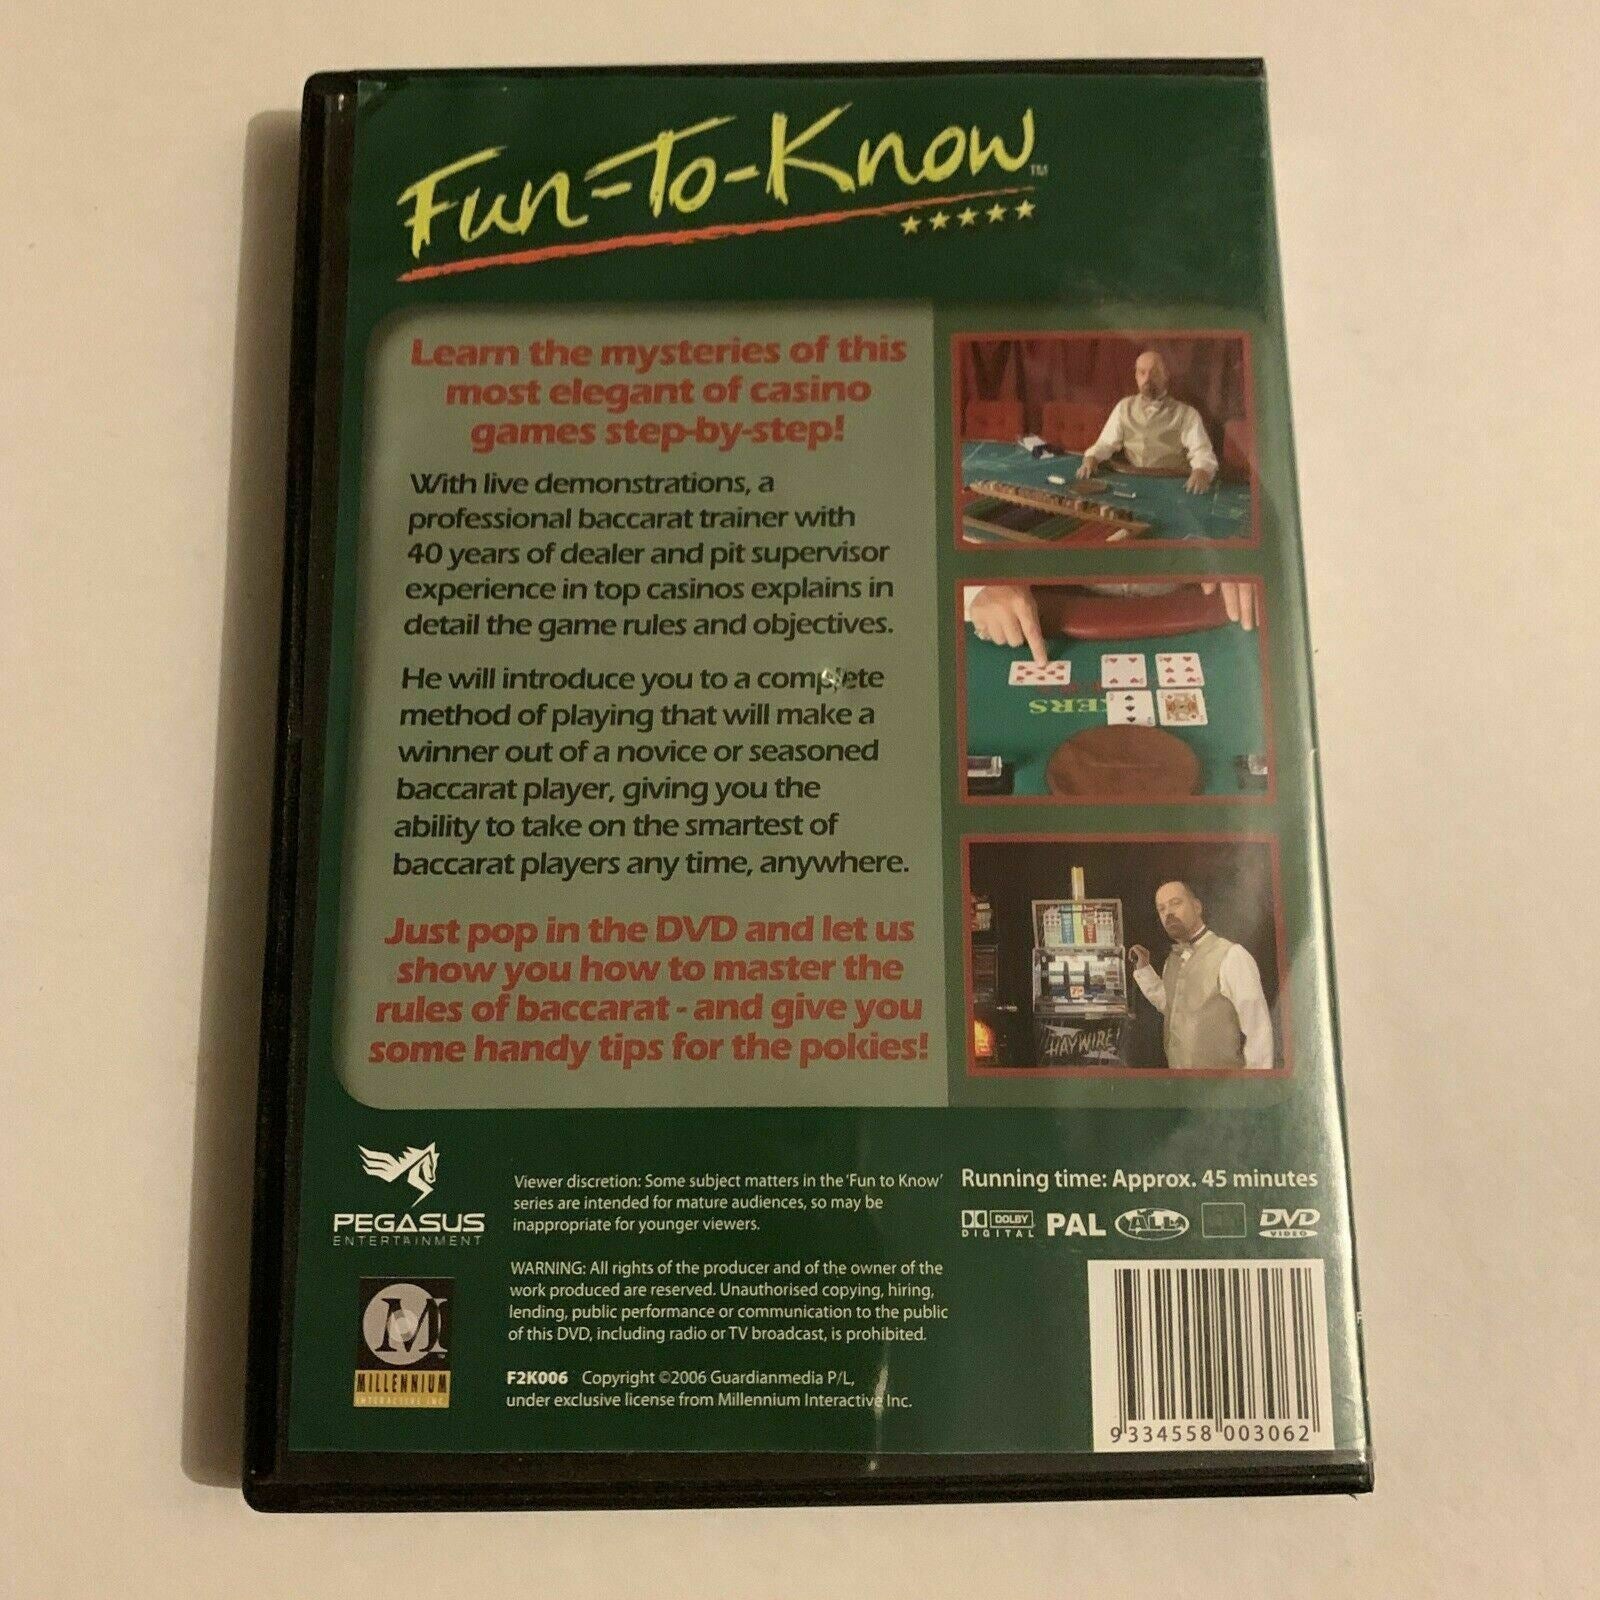 Fun-To-Know™
★★★★★
Learn the mysteries of this
most elegant of casino
games step-by-step!
With live demonstrations, a
professional baccarat trainer with
40 years of dealer and pit supervisor
experience in top casinos explains in
detail the game rules and objectives.
He will introduce you to a complete
method of playing that will make a
winner out of a novice or seasoned
baccarat player, giving you the
ability to take on the smartest of
baccarat players any time, anywhere.
Just pop in the DVD and let us
show you how to master the
rules of baccarat - and give you
some handy tips for the pokies!
KERS
HAYWIRE!
PEGASUS
ENTERTAINMENT
Viewer discretion: Some subject matters in the 'Fun to Know'
series are intended for mature audiences, so may be
inappropriate for younger viewers.
Running time: Approx. 45 minutes
DOLBY
DIGITAL
PAL
ALL
DVD
VIDEO
WARNING: All rights of the producer and of the owner of the
work produced are reserved. Unauthorised copying, hiring,
lending, public performance or communication to the public
of this DVD, including radio or TV broadcast, is prohibited.
M™
MILLENNIUM
INTERACTIVE INC.
F2K006 Copyright ©2006 Guardianmedia P/L,
under exclusive license from Millennium Interactive Inc.
9 334558 003062